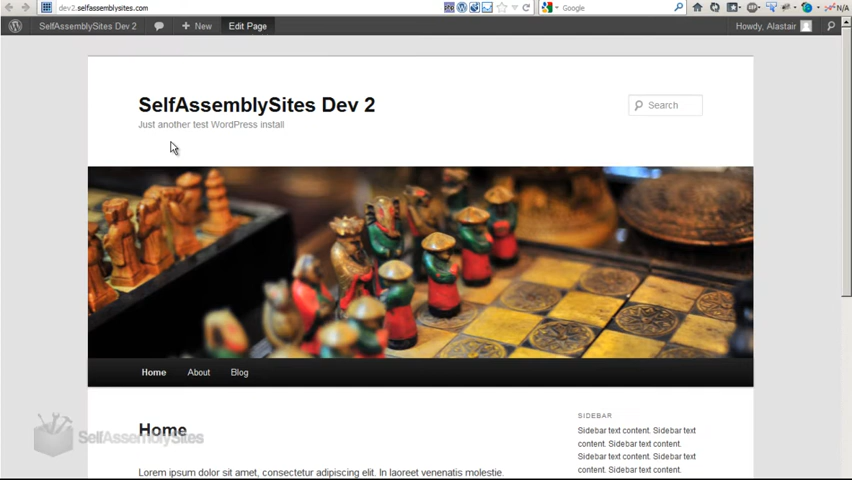 dev2.selfassemblysites.com
Google
N/A
SelfAssemblySites Dev 2
New
Edit Page
Howdy, Alastair
SelfAssemblySites Dev 2
Just another test WordPress install
Search
Home
About
Blog
Home
Lorem ipsum dolor sit amet, consectetur adipiscing elit. In laoreet venenatis molestie.
SIDEBAR
Sidebar text content. Sidebar text
content. Sidebar text content.
Sidebar text content. Sidebar text
content. Sidebar text content.
SelfAssemblySites